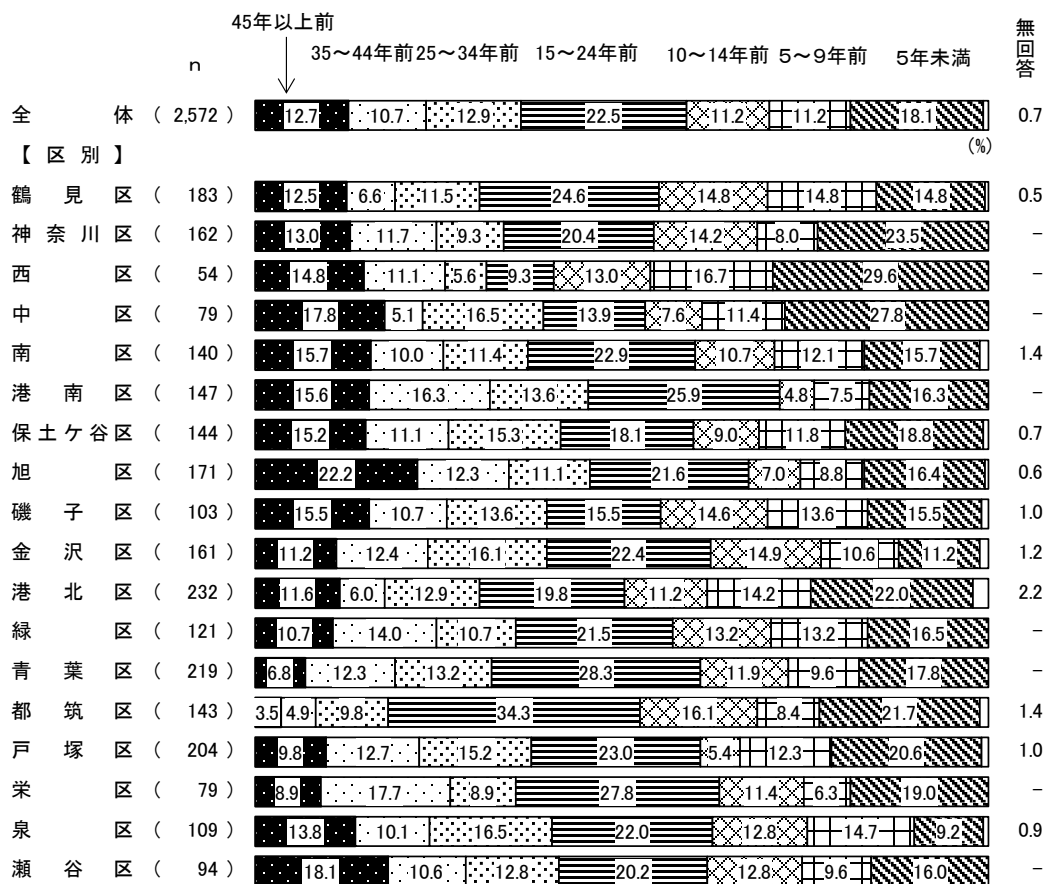 45年以上前
無回答
n 35～44年前 25～34年前 15～24年前 10～14年前 5～9年前 5年未満
全体 ( 2,572 ) 12.7 10.7 12.9 22.5 11.2 11.2 18.1 0.7
【 区 別 】 (%)
鶴見区 ( 183 ) 12.5 6.6 11.5 24.6 14.8 14.8 14.8 0.5
神奈川区 ( 162 ) 13.0 11.7 9.3 20.4 14.2 8.0 23.5 –
西区 ( 54 ) 14.8 11.1 5.6 9.3 13.0 16.7 29.6 –
中区 ( 79 ) 17.8 5.1 16.5 13.9 7.6 11.4 27.8 –
南区 ( 140 ) 15.7 10.0 11.4 22.9 10.7 12.1 15.7 1.4
港南区 ( 147 ) 15.6 16.3 13.6 25.9 4.8 7.5 16.3 –
保土ケ谷区 ( 144 ) 15.2 11.1 15.3 18.1 9.0 11.8 18.8 0.7
旭区 ( 171 ) 22.2 12.3 11.1 21.6 7.0 8.8 16.4 0.6
磯子区 ( 103 ) 15.5 10.7 13.6 15.5 14.6 13.6 15.5 1.0
金沢区 ( 161 ) 11.2 12.4 16.1 22.4 14.9 10.6 11.2 1.2
港北区 ( 232 ) 11.6 6.0 12.9 19.8 11.2 14.2 22.0 2.2
緑区 ( 121 ) 10.7 14.0 10.7 21.5 13.2 13.2 16.5 –
青葉区 ( 219 ) 6.8 12.3 13.2 28.3 11.9 9.6 17.8 –
都筑区 ( 143 ) 3.5 4.9 9.8 34.3 16.1 8.4 21.7 1.4
戸塚区 ( 204 ) 9.8 12.7 15.2 23.0 5.4 12.3 20.6 1.0
栄区 ( 79 ) 8.9 17.7 8.9 27.8 11.4 6.3 19.0 –
泉区 ( 109 ) 13.8 10.1 16.5 22.0 12.8 14.7 9.2 0.9
瀬谷区 ( 94 ) 18.1 10.6 12.8 20.2 12.8 9.6 16.0 –